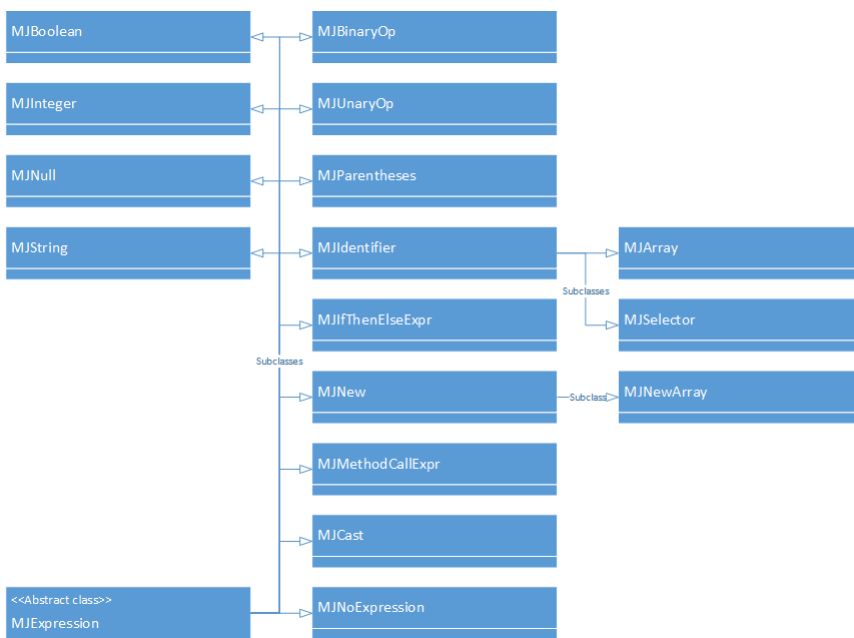 MJBoolean
MJBinaryOp
MJInteger
MJUnaryOp
MJNull
MJParentheses
MJString
MJIdentifier
MJArray
Subclasses
MJIfThenElseExpr
MJSelector
Subclasses
MJNew
Subclass
MJNewArray
MJMethodCallExpr
MJCast
<<Abstract class>>
MJExpression
MJNoExpression